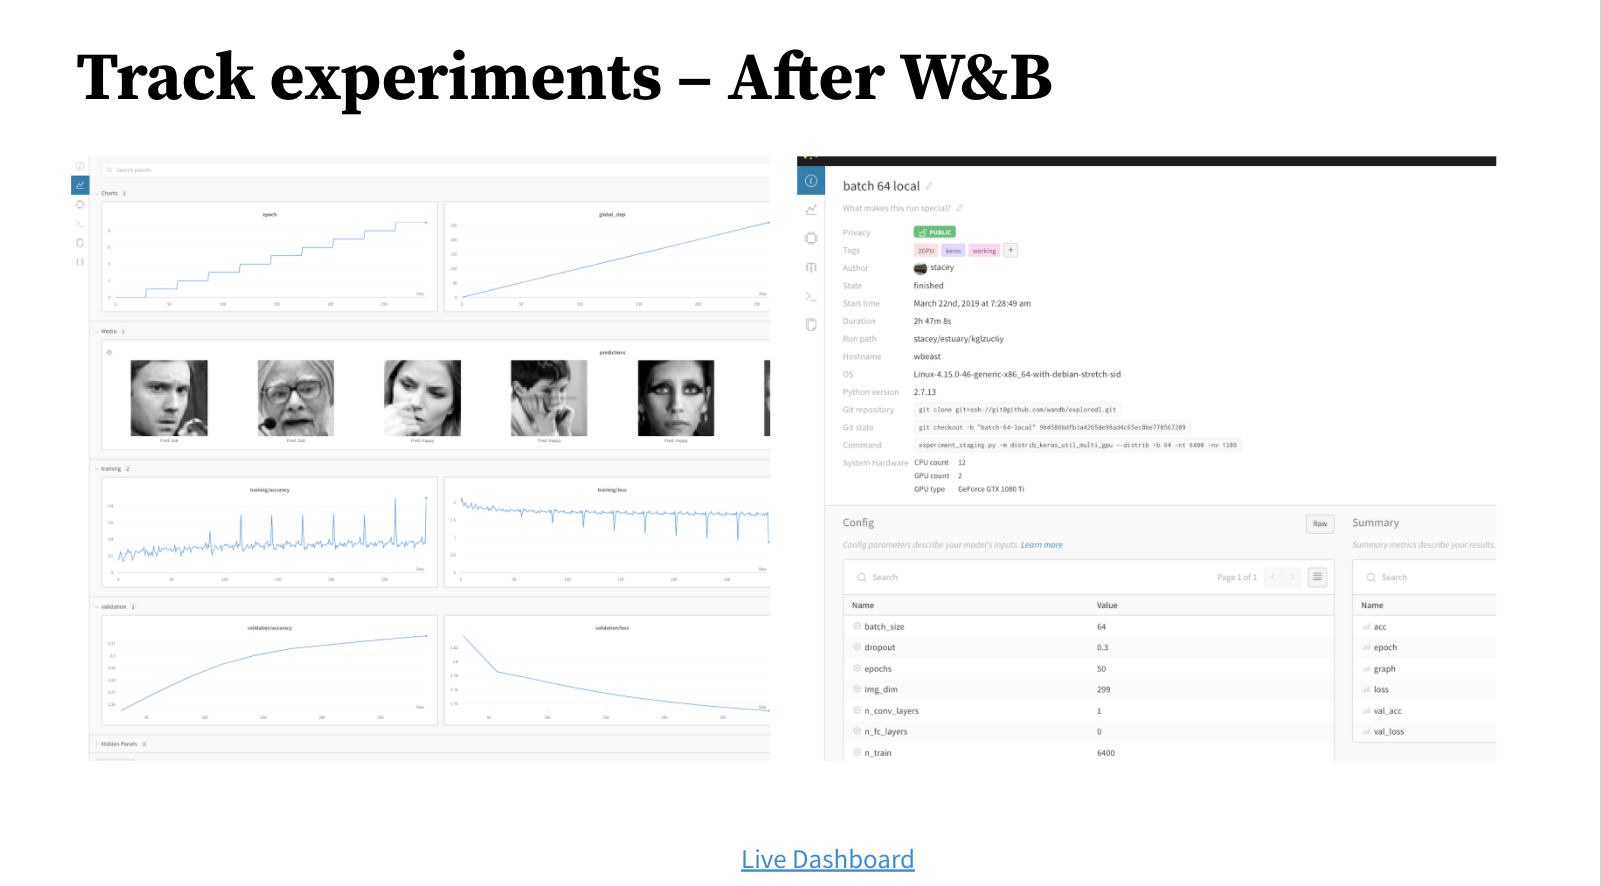 Track experiments – After W&B
Search panels
Charts 2
epoch
global_step
Step
Step
Media 1
predictions
Pred: Sad
Pred: Sad
Pred: Happy
Pred: Happy
Pred: Happy
training 2
training/accuracy
training/loss
Step
Step
validation 2
validation/accuracy
validation/loss
Step
Step
Hidden Panels
batch 64 local
What makes this run special?
Privacy PUBLIC
Tags 2GPU keras working +
Author stacey
State finished
Start time March 22nd, 2019 at 7:28:49 am
Duration 2h 47m 8s
Run path stacey/estuary/kglzuc6y
Hostname wbeast
OS Linux-4.15.0-46-generic-x86_64-with-debian-stretch-sid
Python version 2.7.13
Git repository git clone git+ssh://git@github.com/wandb/exploredl.git
Git state git checkout -b "batch-64-local"
Command experiment_staging.py -m distrib_keras_util_multi_gpu --distrib -b 64 -nt 6400 -nv 1280
System Hardware CPU count 12
GPU count 2
GPU type GeForce GTX 1080 Ti
Config Raw
Config parameters describe your model's inputs. Learn more
Search Page 1 of 1
Name Value
batch_size 64
dropout 0.3
epochs 50
img_dim 299
n_conv_layers 1
n_fc_layers 0
n_train 6400
Summary
Summary metrics describe your results.
Search
Name
acc
epoch
graph
loss
val_acc
val_loss
Live Dashboard